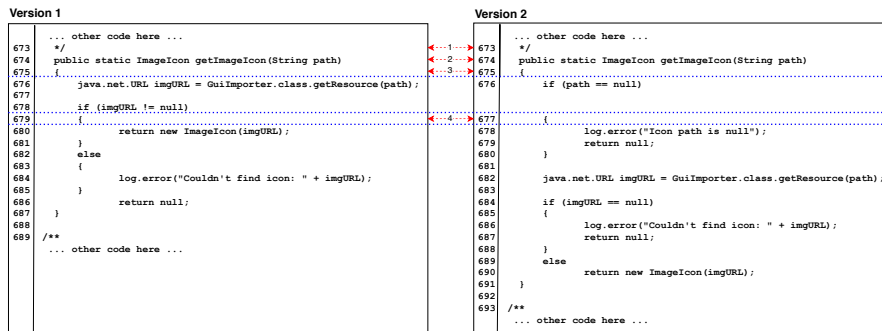 Version 1
... other code here ...
673 */
674 public static ImageIcon getImageIcon(String path)
675 {
676 java.net.URL imgURL = GuiImporter.class.getResource(path);
677
678 if (imgURL != null)
679 {
680 return new ImageIcon(imgURL);
681 }
682 else
683 {
684 log.error("Couldn't find icon: " + imgURL);
685 }
686 return null;
687 }
688
689 /**
... other code here ...
1
2
3
4
Version 2
... other code here ...
673 */
674 public static ImageIcon getImageIcon(String path)
675 {
676 if (path == null)
677 {
678 log.error("Icon path is null");
679 return null;
680 }
681
682 java.net.URL imgURL = GuiImporter.class.getResource(path);
683
684 if (imgURL == null)
685 {
686 log.error("Couldn't find icon: " + imgURL);
687 return null;
688 }
689 else
690 return new ImageIcon(imgURL);
691 }
692
693 /**
... other code here ...